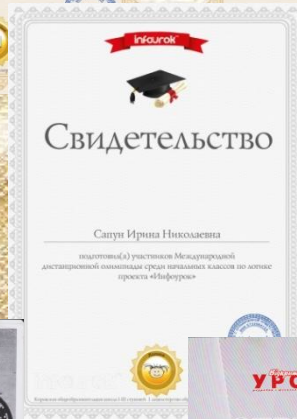 infourok
Свидетельство
Сапун Ирина Николаевна
подготовил(а) участников Международной
дистанционной олимпиады среди начальных классов по логике
проекта «Инфоурок»
УРО